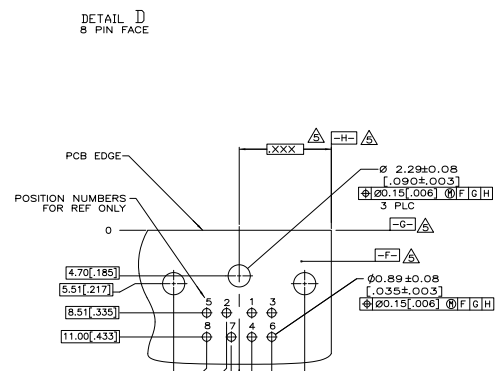 DETAIL D
8 PIN FACE
5
-H-
5
.XXX
PCB EDGE
Ø 2.29±0.08
[.090±.003]
⌖ Ø0.15[.006] Ⓜ F G H
3 PLC
POSITION NUMBERS
FOR REF ONLY
0
-G-
5
-F-
5
4.70[.185]
5.51[.217]
Ø0.89±0.08
[.035±.003]
⌖ Ø0.15[.006] Ⓜ F G H
5 2 1 3
8.51[.335]
8 7 4 6
11.00[.433]